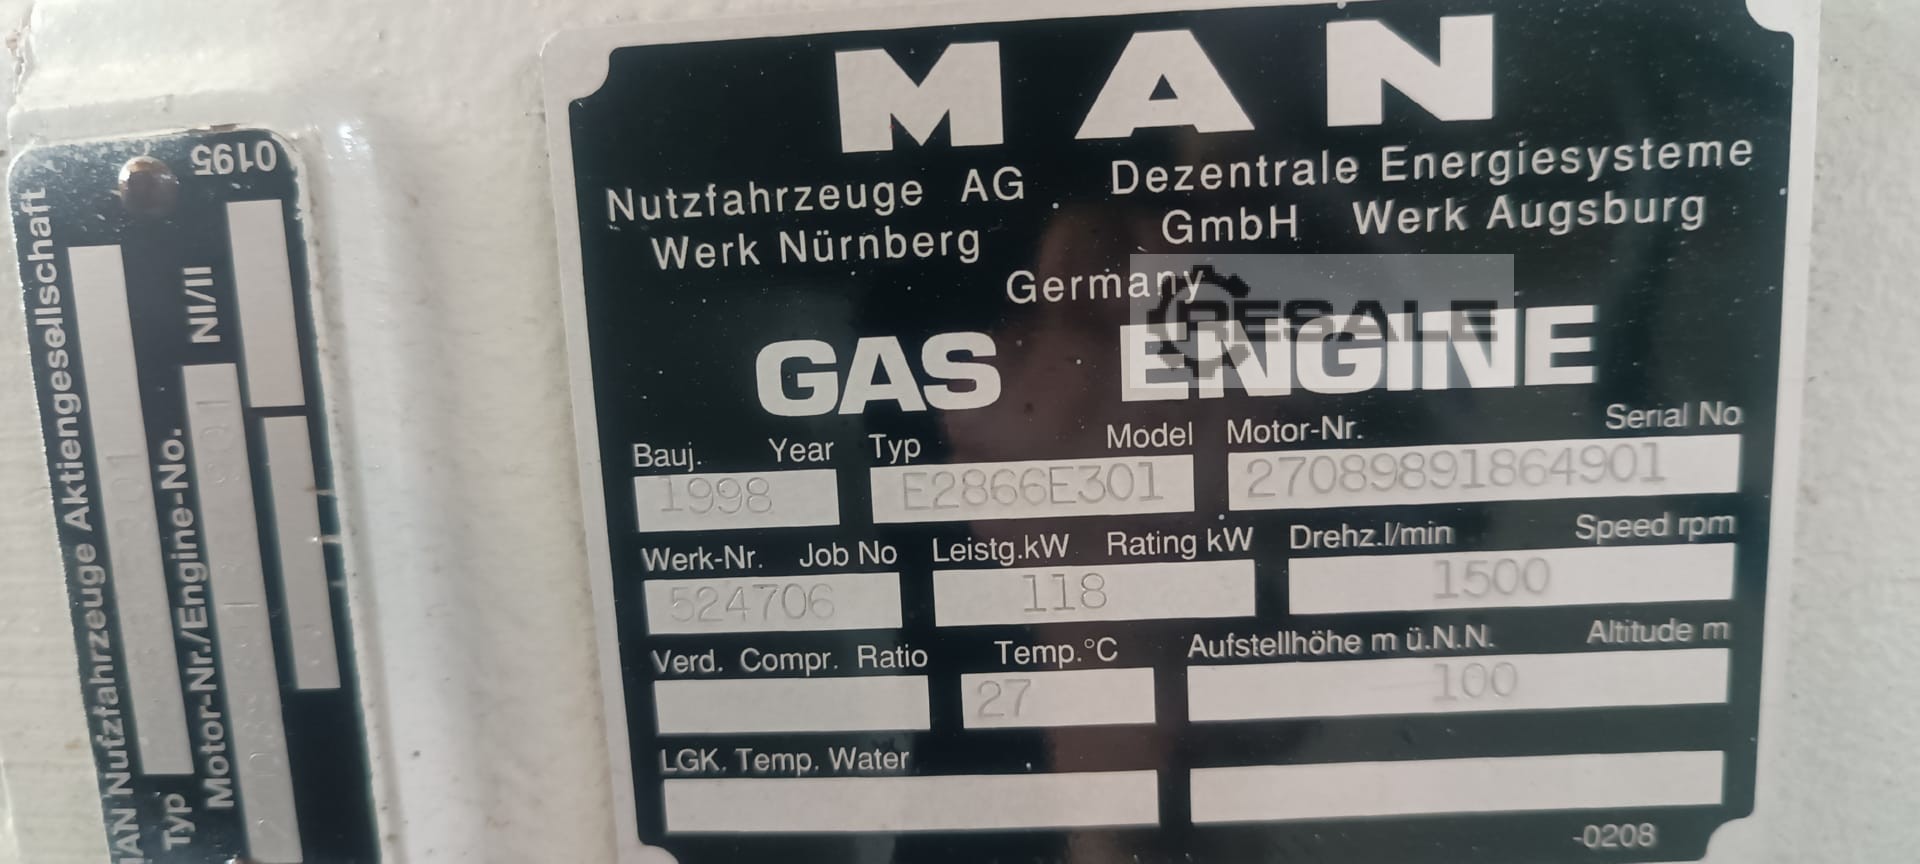 MAN
Nutzfahrzeuge AG Dezentrale Energiesysteme
Werk Nürnberg GmbH Werk Augsburg
Germany
RESALE
GAS ENGINE
Bauj. Year Typ Model Motor-Nr. Serial No
1998 E2866E301 27089891864901
Werk-Nr. Job No Leistg.kW Rating kW Drehz.l/min Speed rpm
524706 118 1500
Verd. Compr. Ratio Temp.°C Aufstellhöhe m ü.N.N. Altitude m
27 100
LGK. Temp. Water
-0208
MAN Nutzfahrzeuge Aktiengesellschaft
Typ
Motor-Nr./Engine-No. NI/II
0195